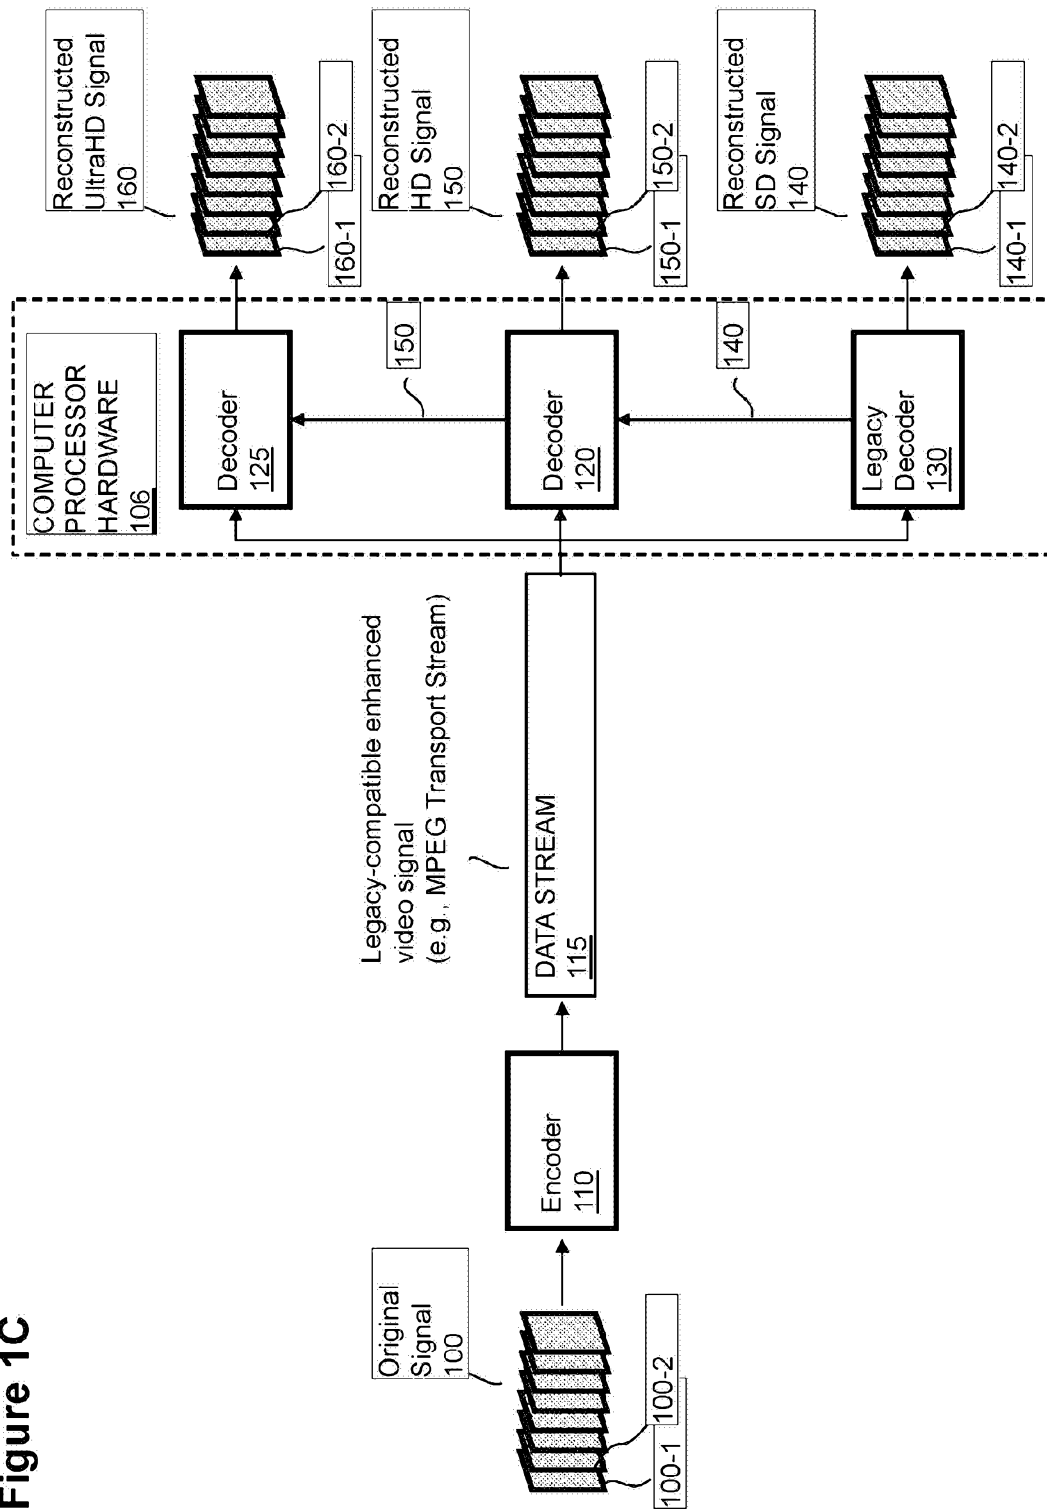 Figure 1C
Original
Signal
100
100-1
100-2
Encoder
110
Legacy-compatible enhanced
video signal
(e.g., MPEG Transport Stream)
DATA STREAM
115
COMPUTER
PROCESSOR
HARDWARE
106
Decoder
125
150
Decoder
120
140
Legacy
Decoder
130
Reconstructed
UltraHD Signal
160
160-1
160-2
Reconstructed
HD Signal
150
150-1
150-2
Reconstructed
SD Signal
140
140-1
140-2